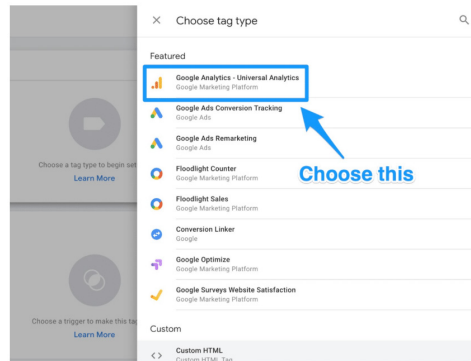 Choose tag type
Featured
Google Analytics - Universal Analytics
Google Marketing Platform
Google Ads Conversion Tracking
Google Ads
Google Ads Remarketing
Google Ads
Floodlight Counter
Google Marketing Platform
Floodlight Sales
Google Marketing Platform
Conversion Linker
Google
Google Optimize
Google Marketing Platform
Google Surveys Website Satisfaction
Google Marketing Platform
Custom
Custom HTML
Custom HTML Tag
Choose this
Choose a tag type to begin set
Learn More
Choose a trigger to make this ta
Learn More